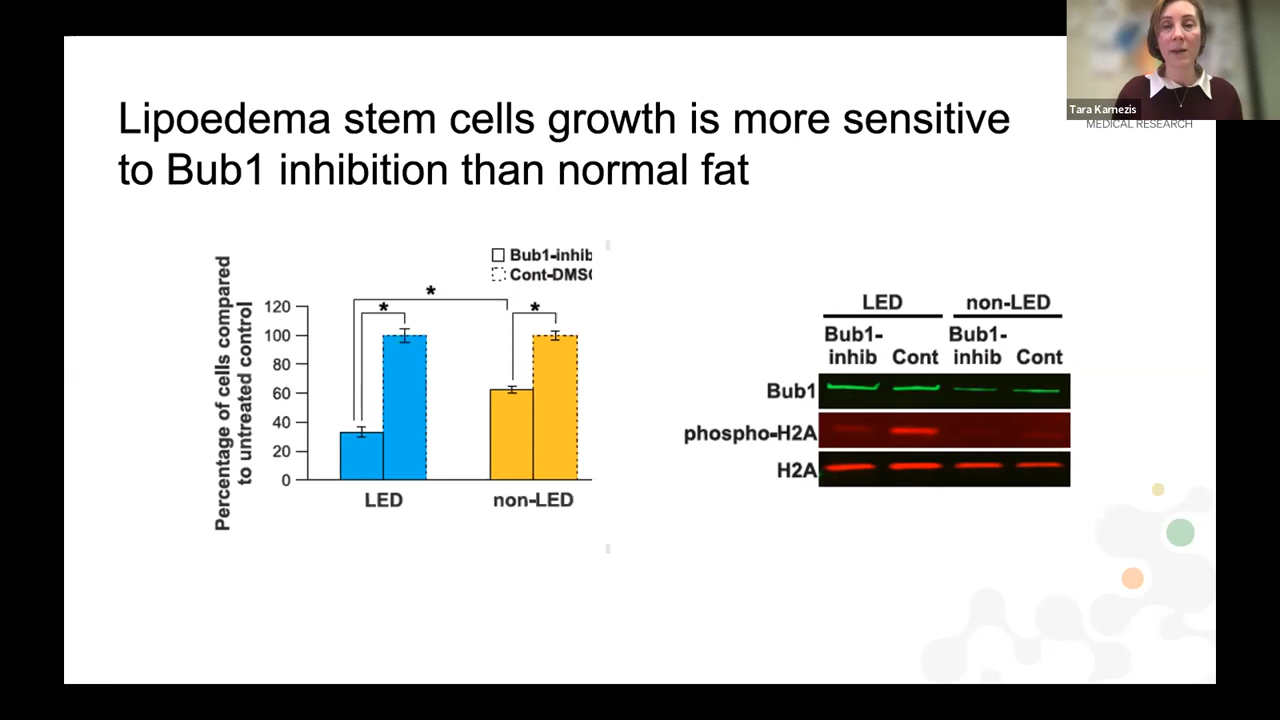 Tara Karnezis
MEDICAL RESEARCH
Lipoedema stem cells growth is more sensitive
to Bub1 inhibition than normal fat
Percentage of cells compared
to untreated control
Bub1-inhib
Cont-DMSO
*
*
*
120
100
80
60
40
20
0
LED
non-LED
LED
non-LED
Bub1-
inhib
Cont
Bub1-
inhib
Cont
Bub1
phospho-H2A
H2A